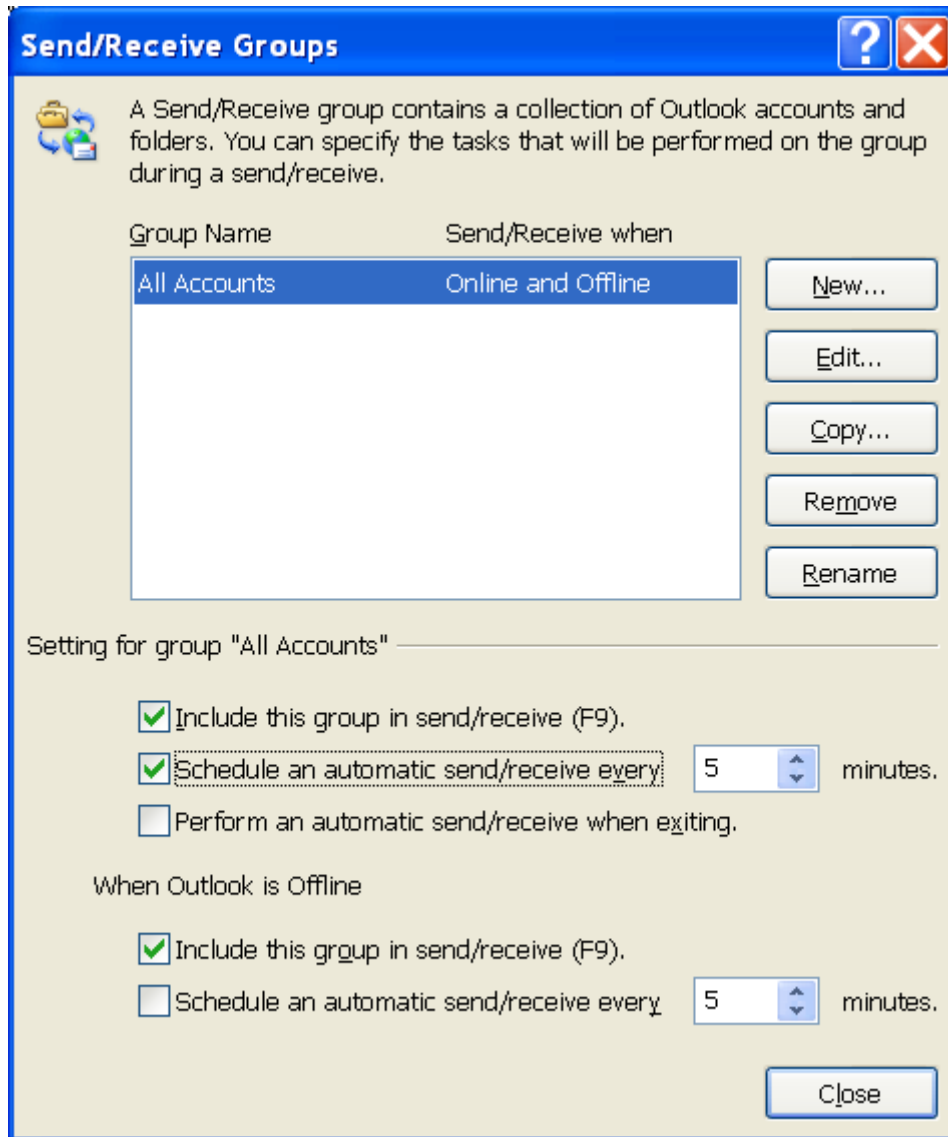 Send/Receive Groups
A Send/Receive group contains a collection of Outlook accounts and
folders. You can specify the tasks that will be performed on the group
during a send/receive.
Group Name Send/Receive when
All Accounts Online and Offline
New...
Edit...
Copy...
Remove
Rename
Setting for group "All Accounts"
Include this group in send/receive (F9).
Schedule an automatic send/receive every 5 minutes.
Perform an automatic send/receive when exiting.
When Outlook is Offline
Include this group in send/receive (F9).
Schedule an automatic send/receive every 5 minutes.
Close